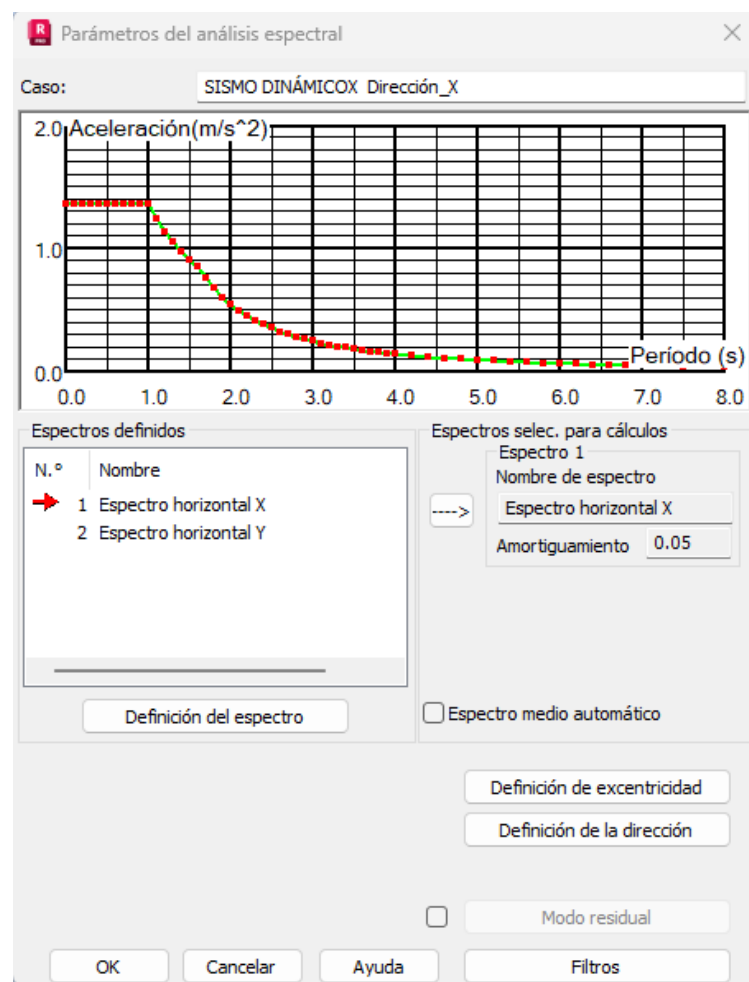 R
PRO
Parámetros del análisis espectral
Caso:
SISMO DINÁMICOX Dirección_X
2.0
Aceleración(m/s^2)
1.0
0.0
Período (s)
0.0 1.0 2.0 3.0 4.0 5.0 6.0 7.0 8.0
Espectros definidos
N.º Nombre
1 Espectro horizontal X
2 Espectro horizontal Y
Definición del espectro
Espectros selec. para cálculos
Espectro 1
Nombre de espectro
---->
Espectro horizontal X
Amortiguamiento 0.05
Espectro medio automático
Definición de excentricidad
Definición de la dirección
Modo residual
OK Cancelar Ayuda Filtros